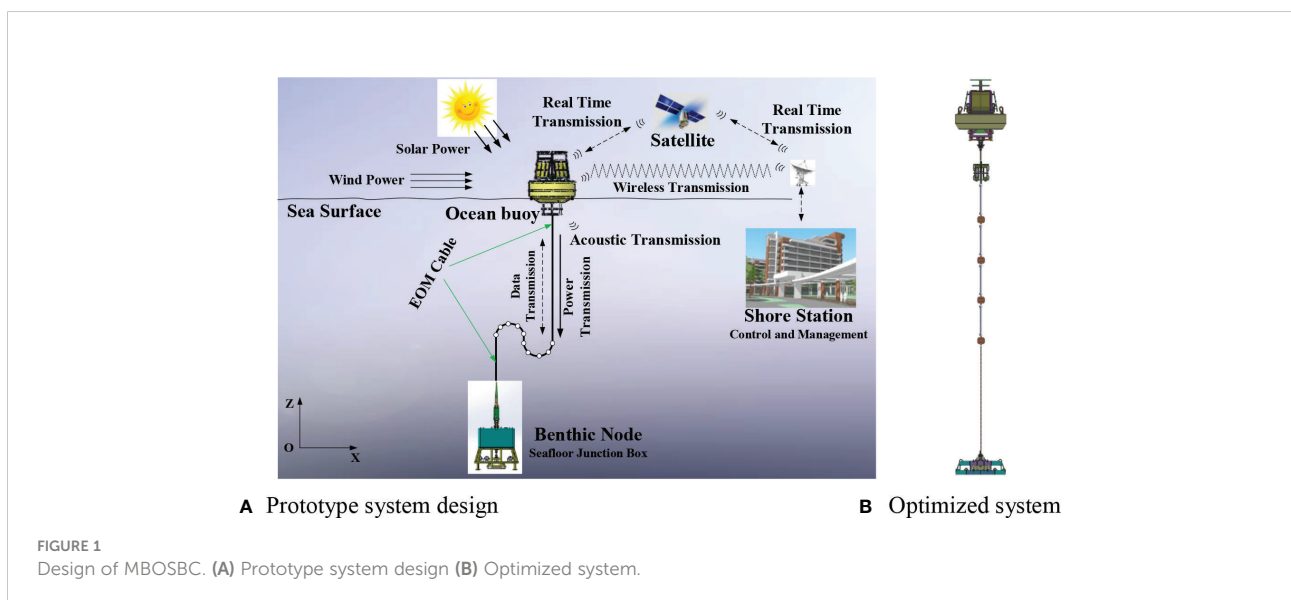 Real Time
Transmission
Real Time
Transmission
Satellite
Solar Power
Wind Power
Wireless Transmission
Sea Surface
Ocean buoy
Acoustic Transmission
EOM Cable
Data
Transmission
Power
Transmission
Shore Station
Control and Management
Z
O
X
Benthic Node
Seafloor Junction Box
A Prototype system design
B Optimized system
FIGURE 1
Design of MBOSBC. (A) Prototype system design (B) Optimized system.